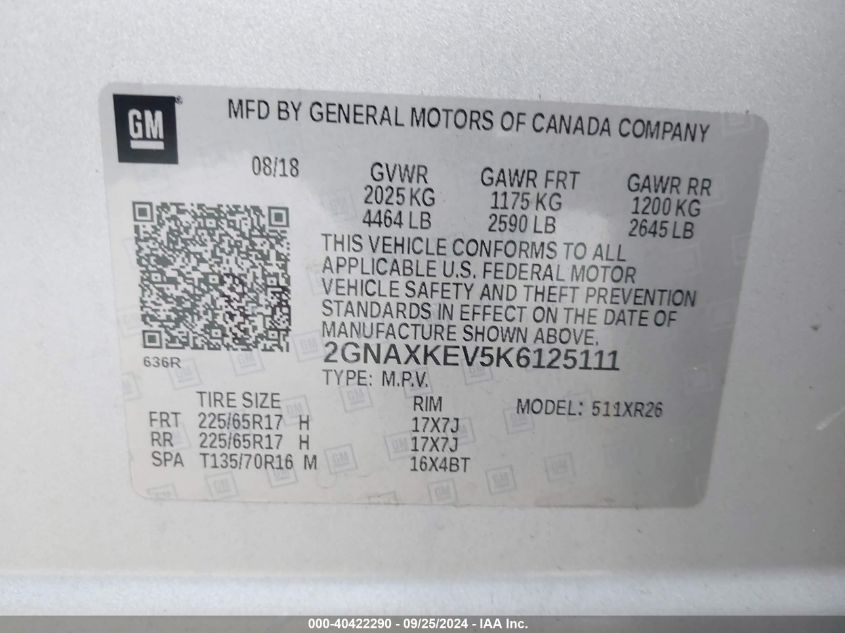 GM
MFD BY GENERAL MOTORS OF CANADA COMPANY
08/18 GVWR GAWR FRT GAWR RR
2025 KG 1175 KG 1200 KG
4464 LB 2590 LB 2645 LB
THIS VEHICLE CONFORMS TO ALL
APPLICABLE U.S. FEDERAL MOTOR
VEHICLE SAFETY AND THEFT PREVENTION
STANDARDS IN EFFECT ON THE DATE OF
MANUFACTURE SHOWN ABOVE.
2GNAXKEV5K6125111
636R
TYPE: M.P.V.
TIRE SIZE RIM MODEL: 511XR26
FRT 225/65R17 H 17X7J
RR 225/65R17 H 17X7J
SPA T135/70R16 M 16X4BT
000-40422290 - 09/25/2024 - IAA Inc.